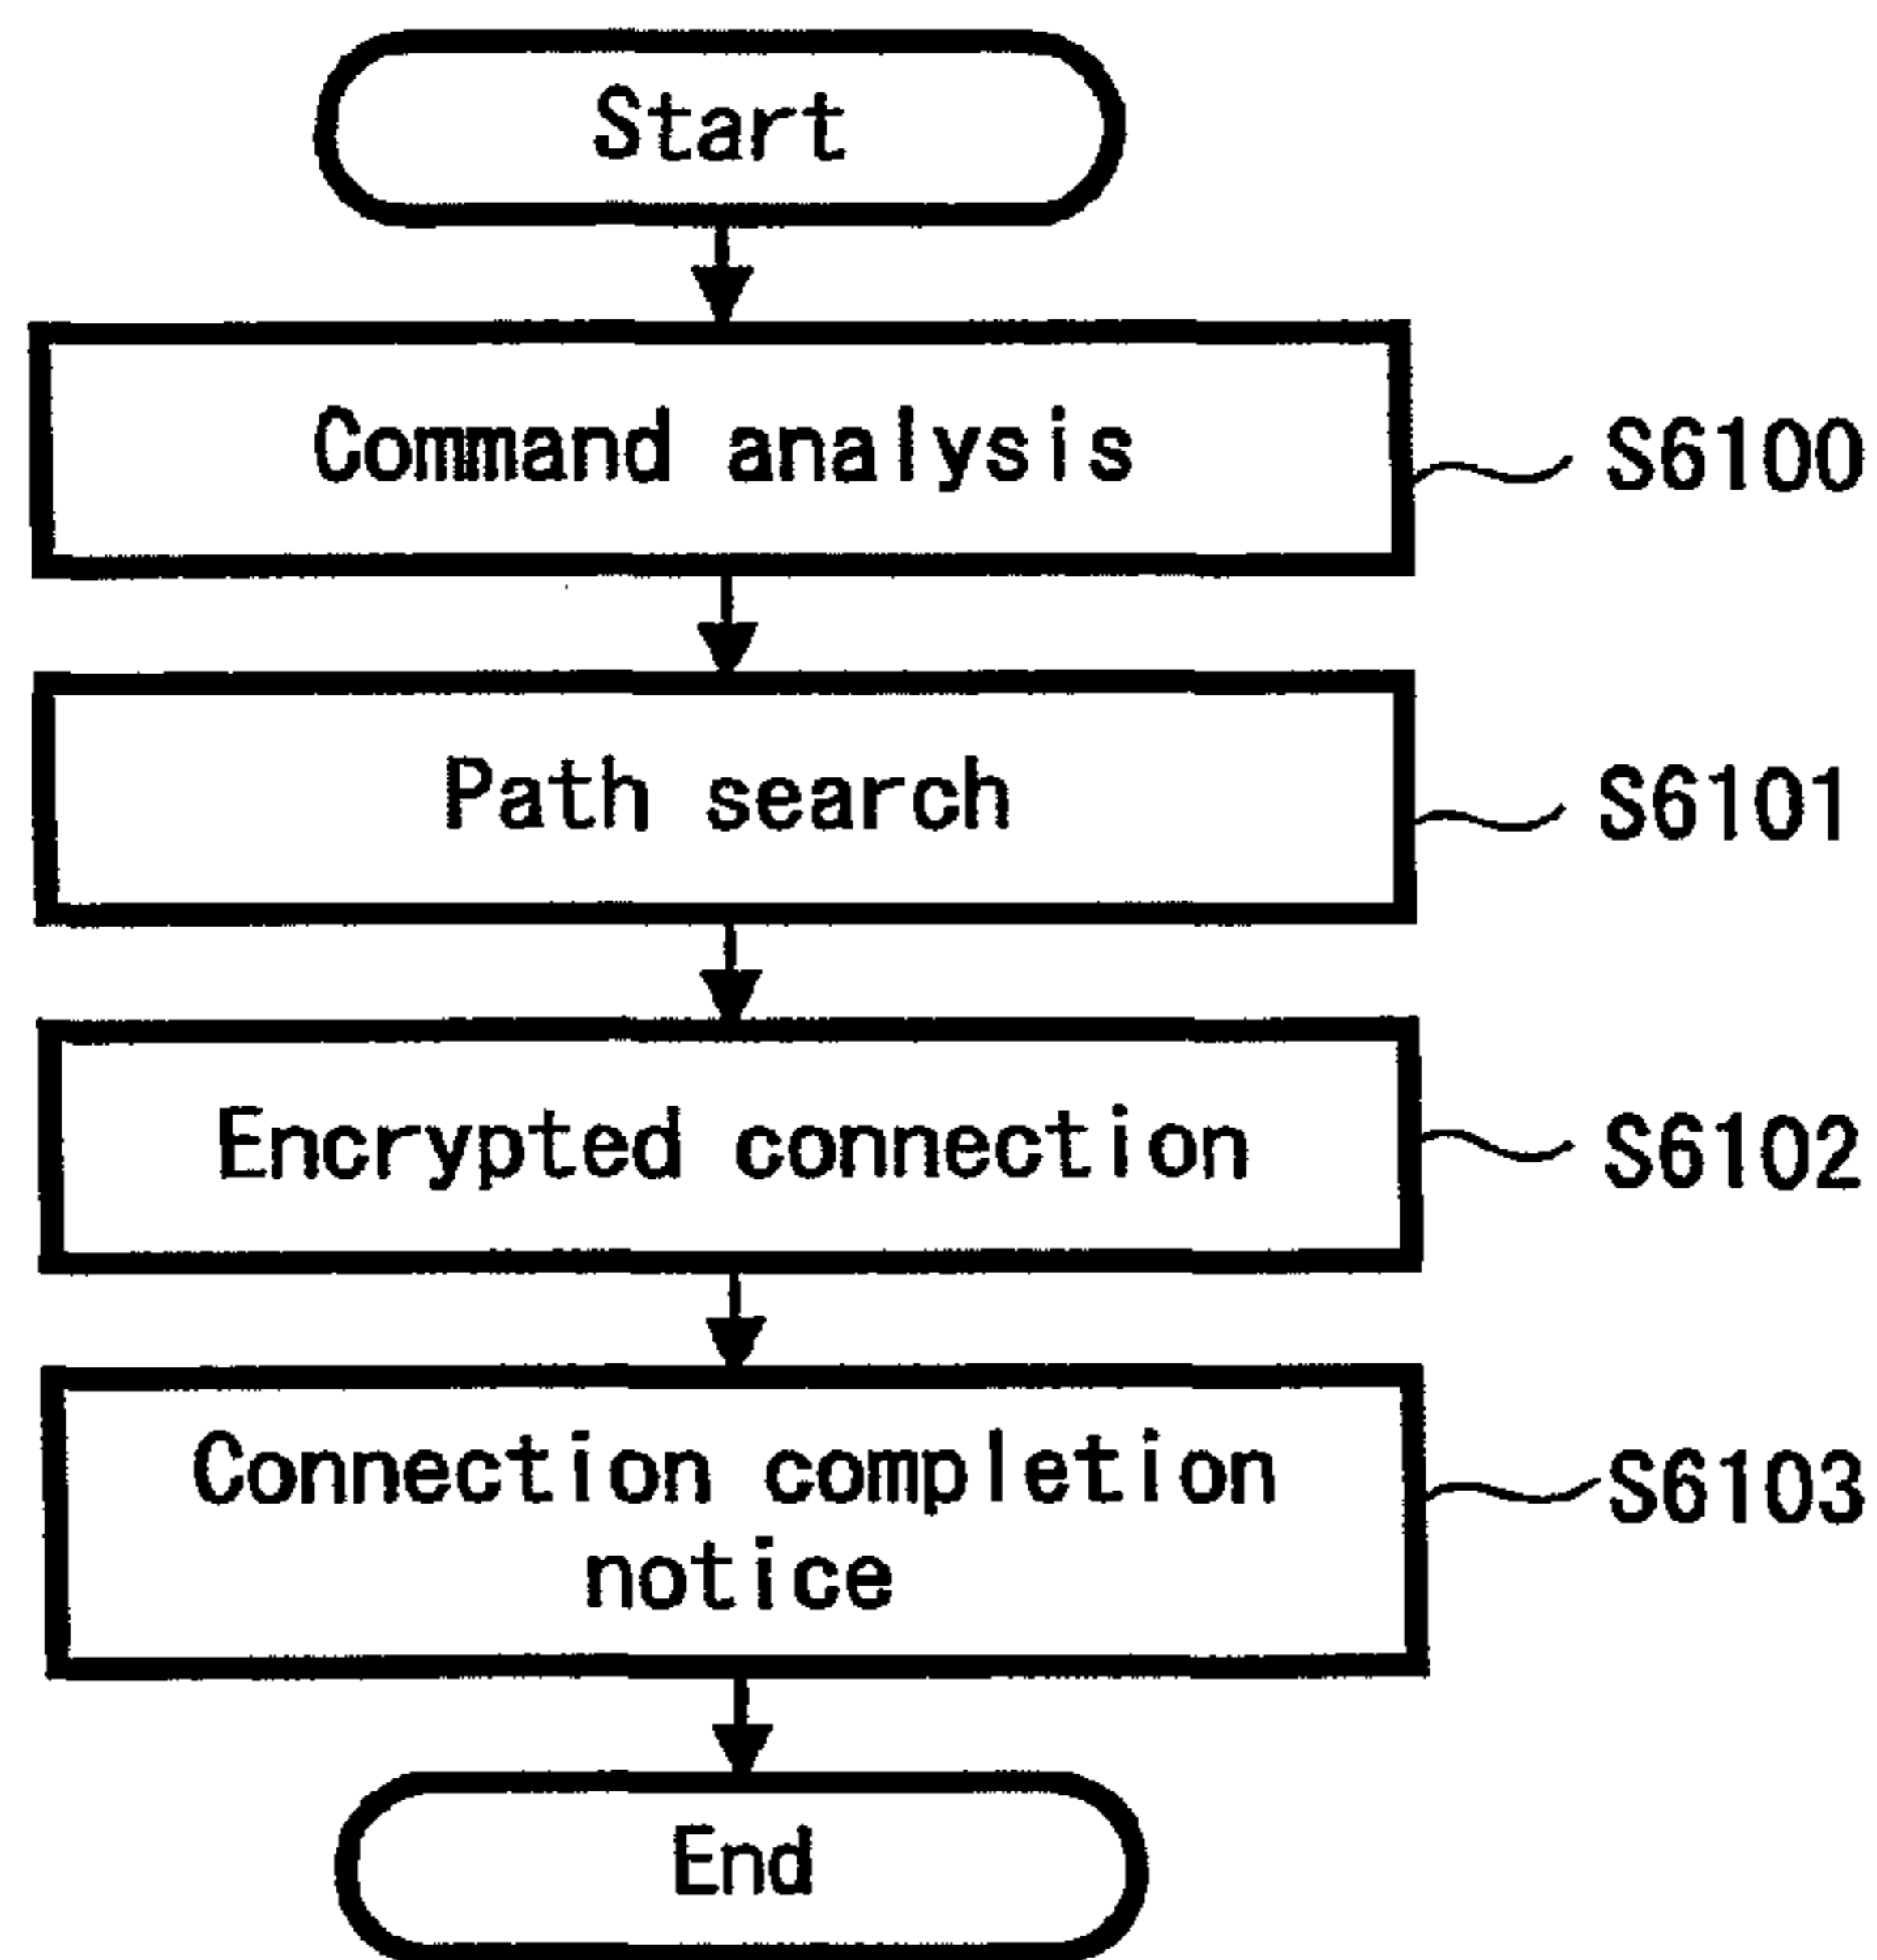 Start
Command analysis
S6100
Path search
S6101
Encrypted connection
S6102
Connection completion
notice
S6103
End